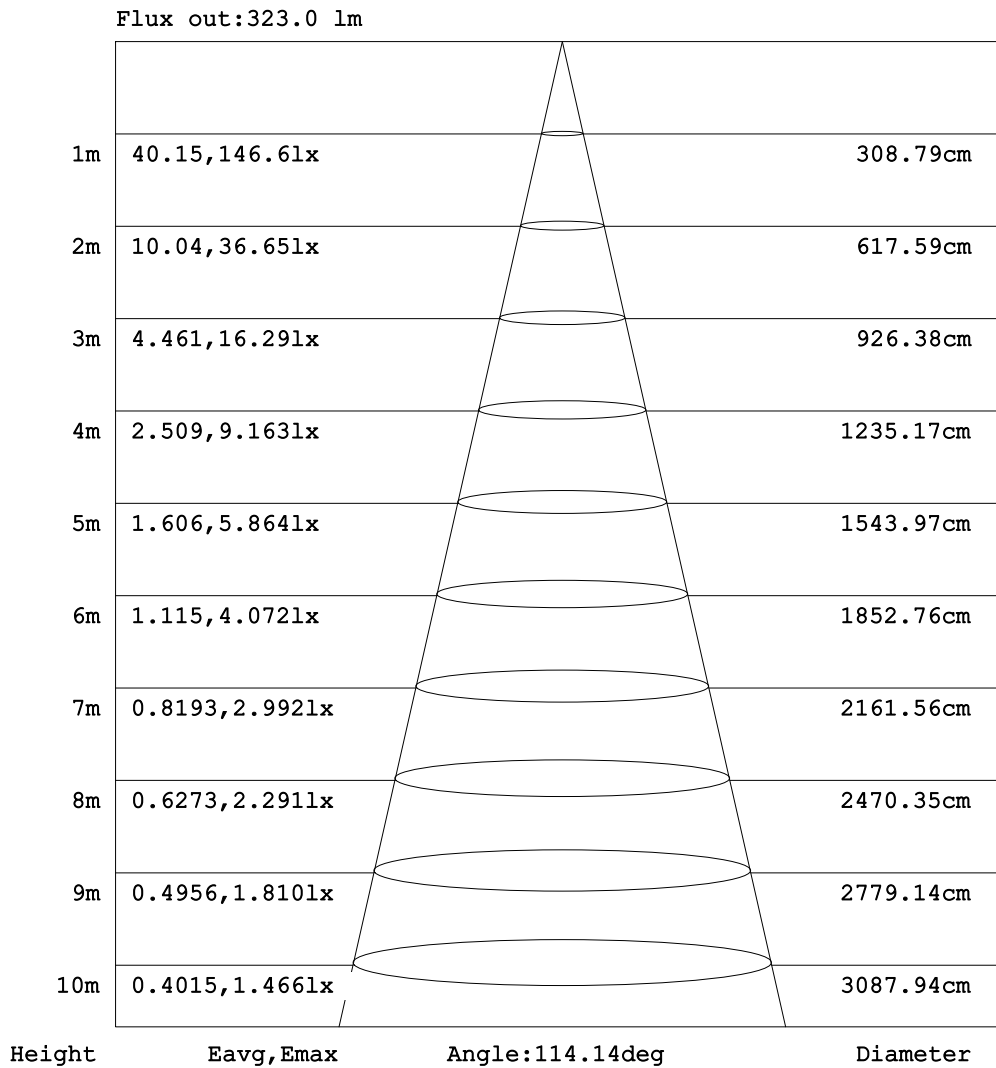 Flux out:323.0 lm
1m 40.15,146.6lx 308.79cm
2m 10.04,36.65lx 617.59cm
3m 4.461,16.29lx 926.38cm
4m 2.509,9.163lx 1235.17cm
5m 1.606,5.864lx 1543.97cm
6m 1.115,4.072lx 1852.76cm
7m 0.8193,2.992lx 2161.56cm
8m 0.6273,2.291lx 2470.35cm
9m 0.4956,1.810lx 2779.14cm
10m 0.4015,1.466lx 3087.94cm
Height Eavg,Emax Angle:114.14deg Diameter